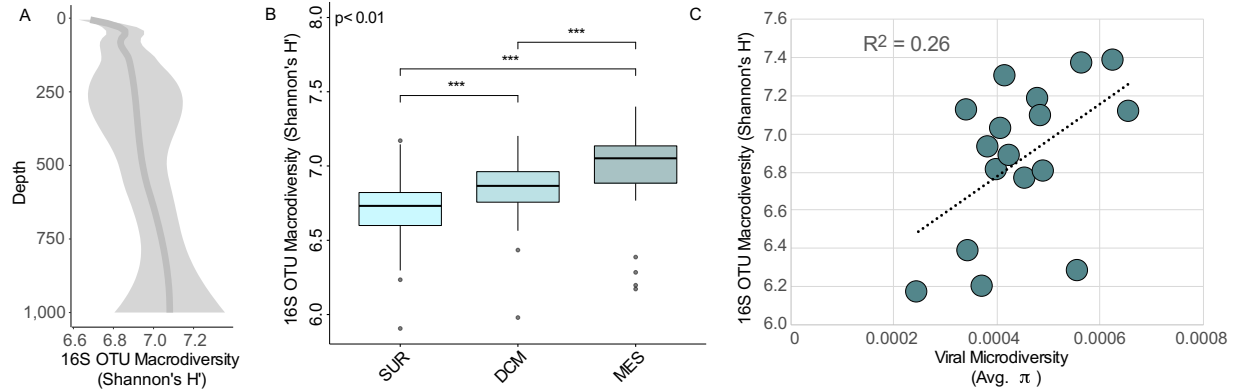 A
0
250
500
750
1,000
Depth
6.6 6.8 7.0 7.2
16S OTU Macrodiversity
(Shannon's H')
B
p< 0.01
8.0
7.5
7.0
6.5
6.0
16S OTU Macrodiversity (Shannon's H')
***
***
***
SUR
DCM
MES
C
R² = 0.26
7.6
7.4
7.2
7.0
6.8
6.6
6.4
6.2
6.0
16S OTU Macrodiversity (Shannon's H')
0 0.0002 0.0004 0.0006 0.0008
Viral Microdiversity
(Avg. π )